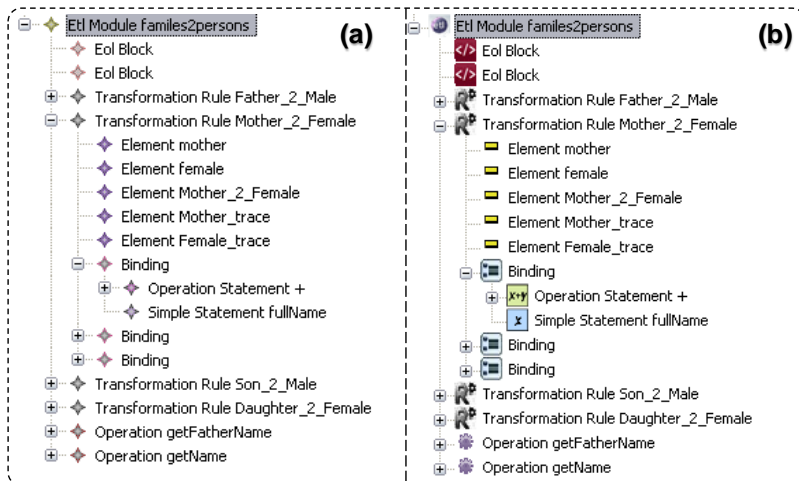 (a)
Etl Module familes2persons
Eol Block
Eol Block
Transformation Rule Father_2_Male
Transformation Rule Mother_2_Female
Element mother
Element female
Element Mother_2_Female
Element Mother_trace
Element Female_trace
Binding
Operation Statement +
Simple Statement fullName
Binding
Binding
Transformation Rule Son_2_Male
Transformation Rule Daughter_2_Female
Operation getFatherName
Operation getName
(b)
Etl Module familes2persons
</> Eol Block
</> Eol Block
R Transformation Rule Father_2_Male
R Transformation Rule Mother_2_Female
Element mother
Element female
Element Mother_2_Female
Element Mother_trace
Element Female_trace
Binding
x+y Operation Statement +
x Simple Statement fullName
Binding
Binding
R Transformation Rule Son_2_Male
R Transformation Rule Daughter_2_Female
Operation getFatherName
Operation getName